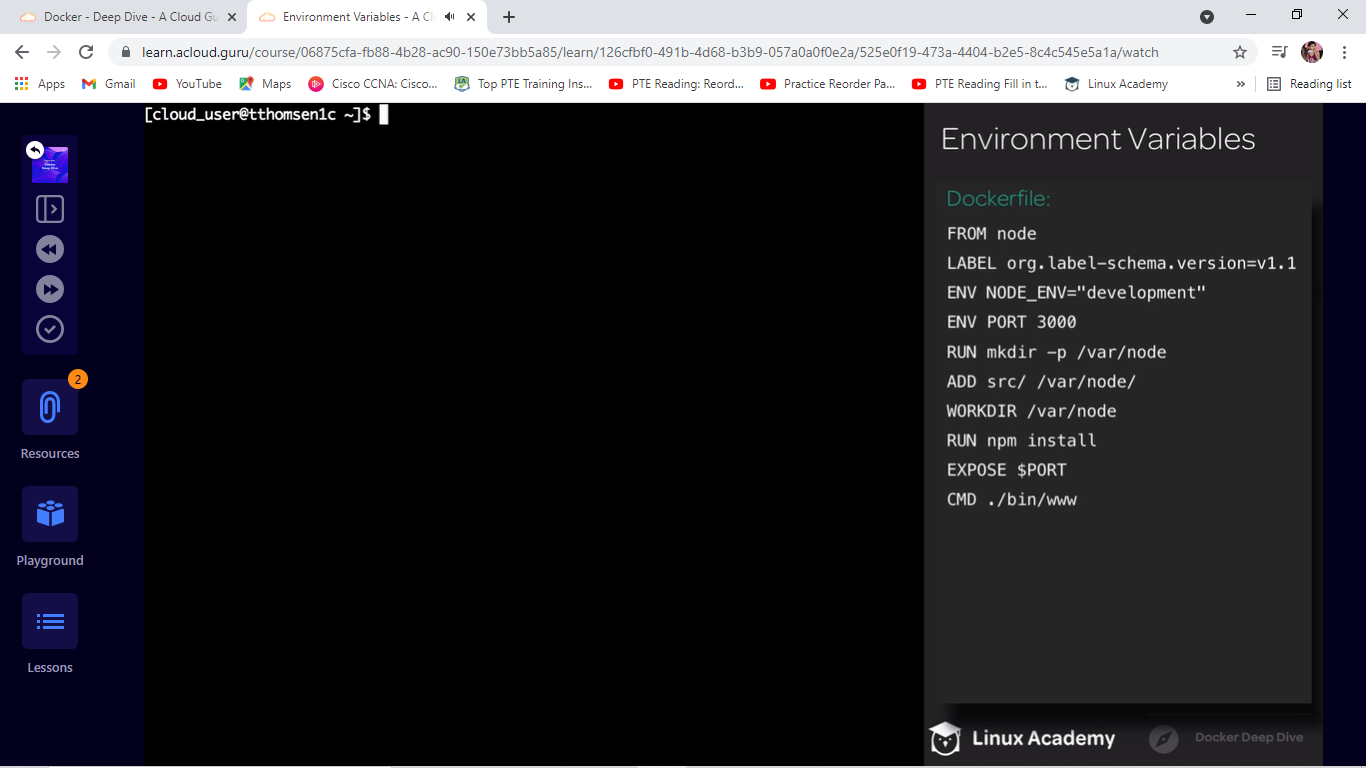 Docker - Deep Dive - A Cloud Gu
Environment Variables - A Cl
learn.acloud.guru/course/06875cfa-fb88-4b28-ac90-150e73bb5a85/learn/126cfbf0-491b-4d68-b3b9-057a0a0f0e2a/525e0f19-473a-4404-b2e5-8c4c545e5a1a/watch
Apps
Gmail
YouTube
Maps
Cisco CCNA: Cisco...
Top PTE Training Ins...
PTE Reading: Reord...
Practice Reorder Pa...
PTE Reading Fill in t...
Linux Academy
»
Reading list
[cloud_user@tthomsen1c ~]$
Docker
Deep Dive
2
Resources
Playground
Lessons
Environment Variables
Dockerfile:
FROM node
LABEL org.label-schema.version=v1.1
ENV NODE_ENV="development"
ENV PORT 3000
RUN mkdir -p /var/node
ADD src/ /var/node/
WORKDIR /var/node
RUN npm install
EXPOSE $PORT
CMD ./bin/www
Linux Academy
Docker Deep Dive